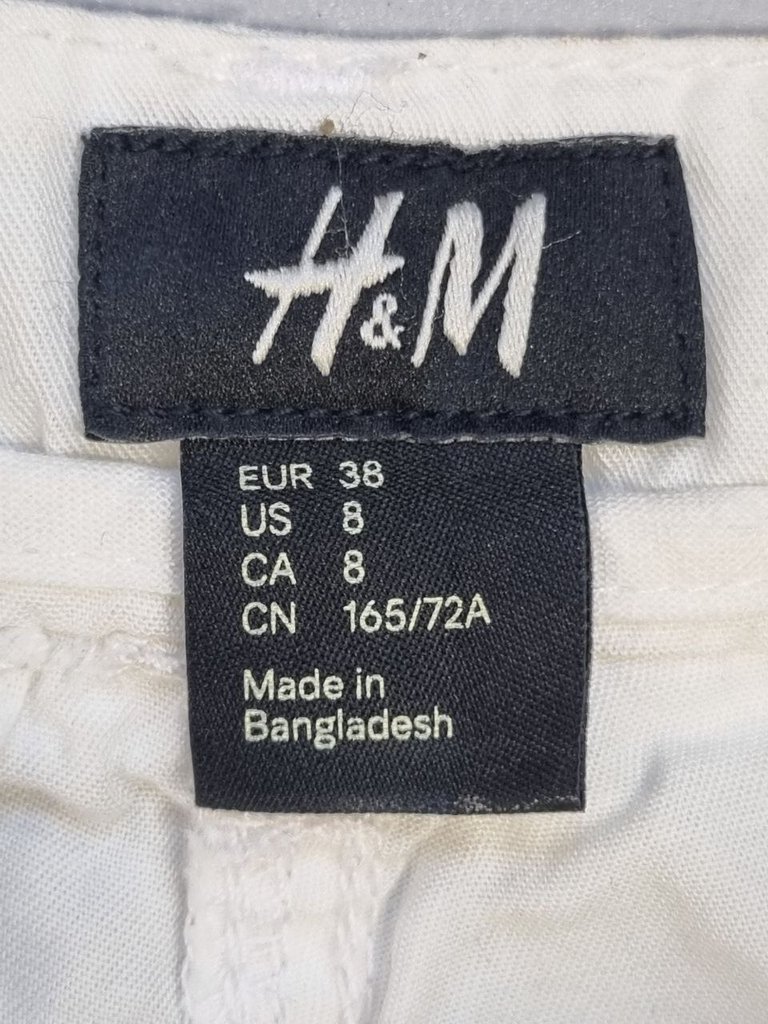 H&M
EUR 38
US 8
CA 8
CN 165/72A
Made in
Bangladesh